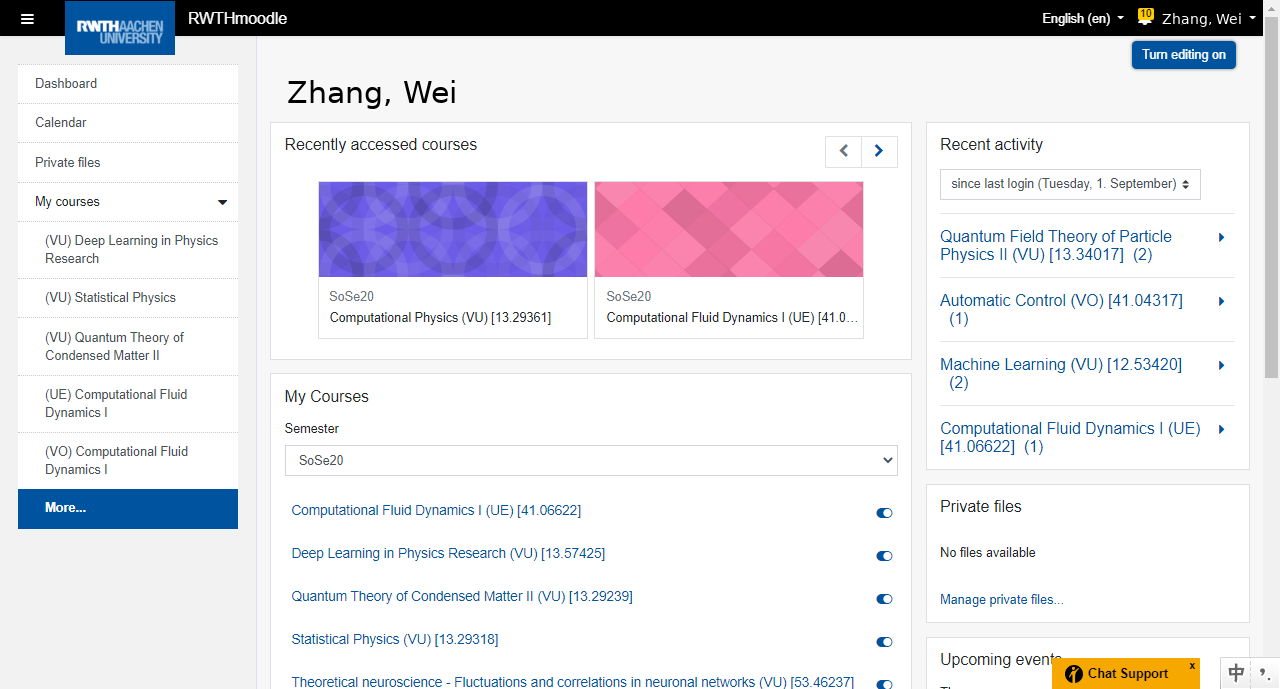 RWTHAACHEN
UNIVERSITY
RWTHmoodle
English (en)
10
Zhang, Wei
Turn editing on
Dashboard
Calendar
Private files
My courses
(VU) Deep Learning in Physics
Research
(VU) Statistical Physics
(VU) Quantum Theory of
Condensed Matter II
(UE) Computational Fluid
Dynamics I
(VO) Computational Fluid
Dynamics I
More...
Zhang, Wei
Recently accessed courses
SoSe20
Computational Physics (VU) [13.29361]
SoSe20
Computational Fluid Dynamics I (UE) [41.0...
My Courses
Semester
SoSe20
Computational Fluid Dynamics I (UE) [41.06622]
Deep Learning in Physics Research (VU) [13.57425]
Quantum Theory of Condensed Matter II (VU) [13.29239]
Statistical Physics (VU) [13.29318]
Theoretical neuroscence - Fluctuations and correlations in neuronal networks (VU) [53.46237]
Recent activity
since last login (Tuesday, 1. September)
Quantum Field Theory of Particle
Physics II (VU) [13.34017] (2)
Automatic Control (VO) [41.04317]
(1)
Machine Learning (VU) [12.53420]
(2)
Computational Fluid Dynamics I (UE)
[41.06622] (1)
Private files
No files available
Manage private files...
Upcoming events
Chat Support
x
中